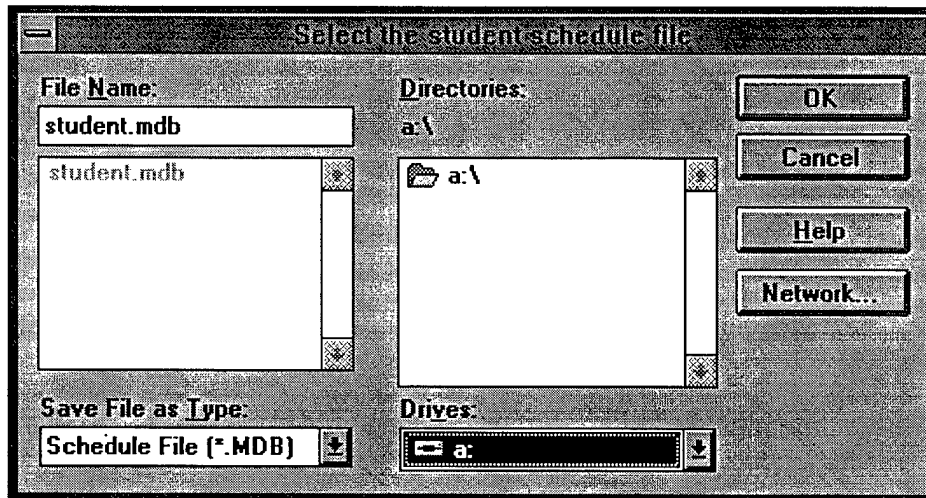 Select the student schedule file
File Name:
student.mdb
student.mdb
Save File as Type:
Schedule File (*.MDB)
Directories:
a:\
a:\
Drives:
a:
OK
Cancel
Help
Network...